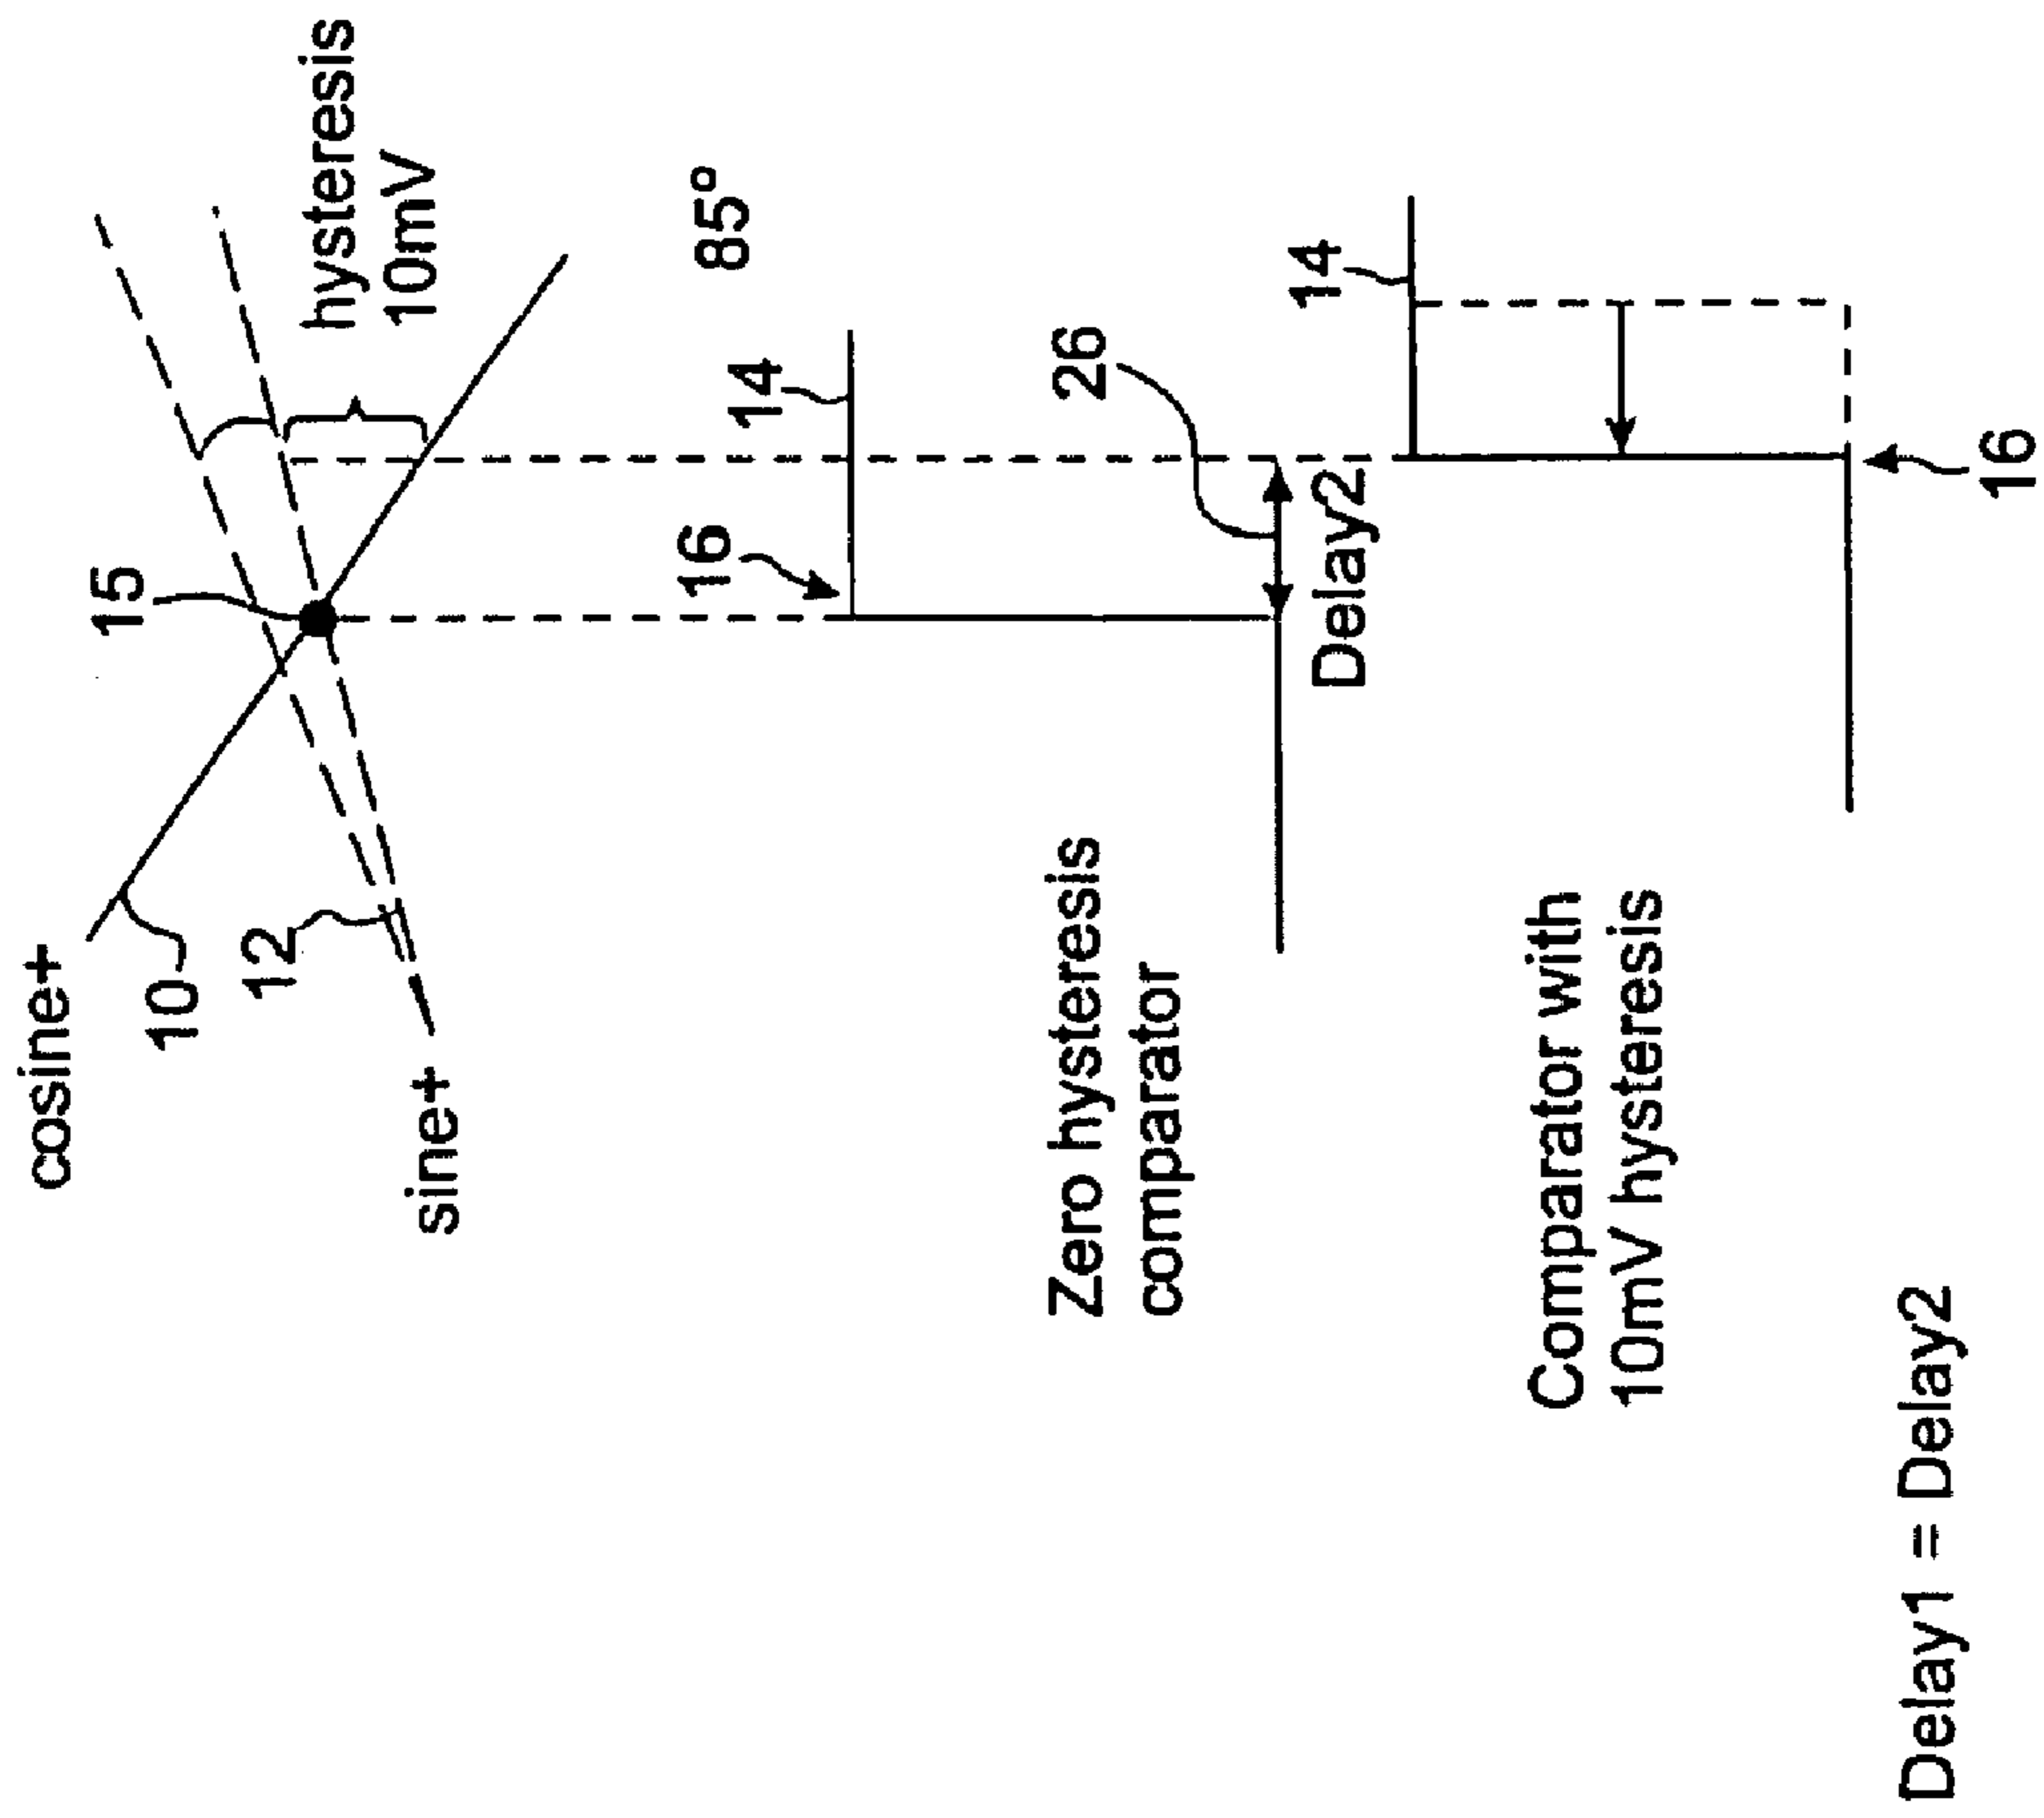 cosine+
10
12
sine+
15
hysteresis
10mV
85°
16
14
Zero hysteresis
comparator
26
Delay2
Comparator with
10mV hysteresis
14
16
Delay1 = Delay2